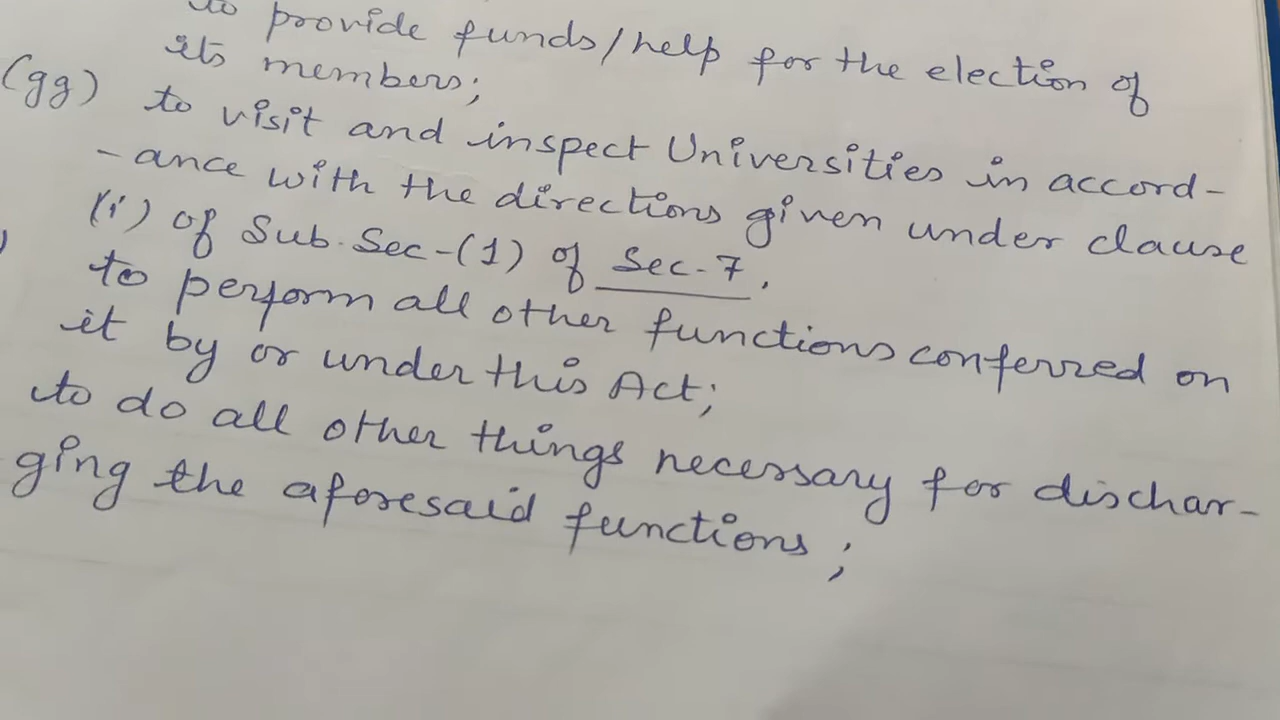 to provide funds/help for the election of
its members;
(gg) to visit and inspect Universities in accord-
-ance with the directions given under clause
(i) of Sub.Sec-(1) of Sec-7.
to perform all other functions conferred on
it by or under this Act;
to do all other things necessary for dischar-
ging the aforesaid functions;